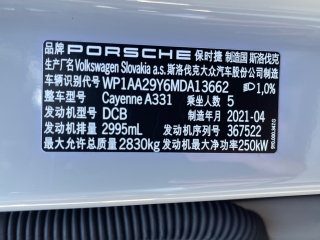 品牌 PORSCHE 保时捷 制造国 斯洛伐克
生产厂名 Volkswagen Slovakia a.s. 斯洛伐克大众汽车股份公司
车辆识别代号 WP1AA29Y6MDA13662 1,0%
整车型号 Cayenne A331 乘坐人数 5
发动机型号 DCB 制造年月 2021-04
发动机排量 2995mL 发动机序列号 367522
最大允许总质量 2830kg 发动机最大净功率 250kW